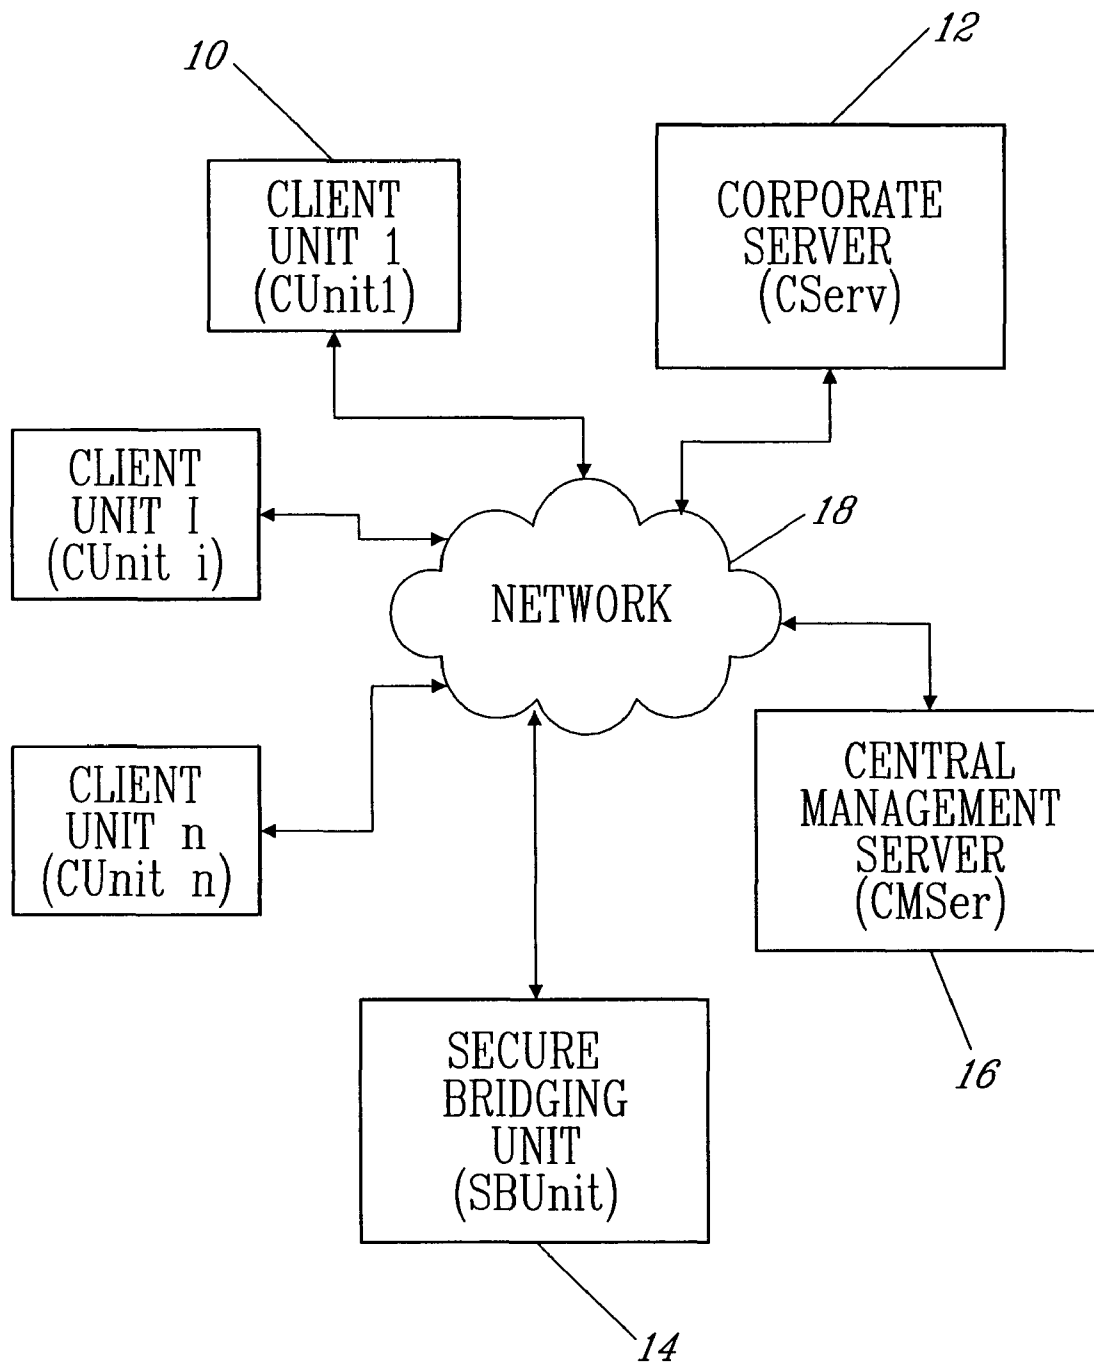 10
12
CLIENT
UNIT 1
(CUnit1)
CORPORATE
SERVER
(CServ)
CLIENT
UNIT I
(CUnit i)
18
NETWORK
CLIENT
UNIT n
(CUnit n)
CENTRAL
MANAGEMENT
SERVER
(CMSer)
SECURE
BRIDGING
UNIT
(SBUnit)
16
14